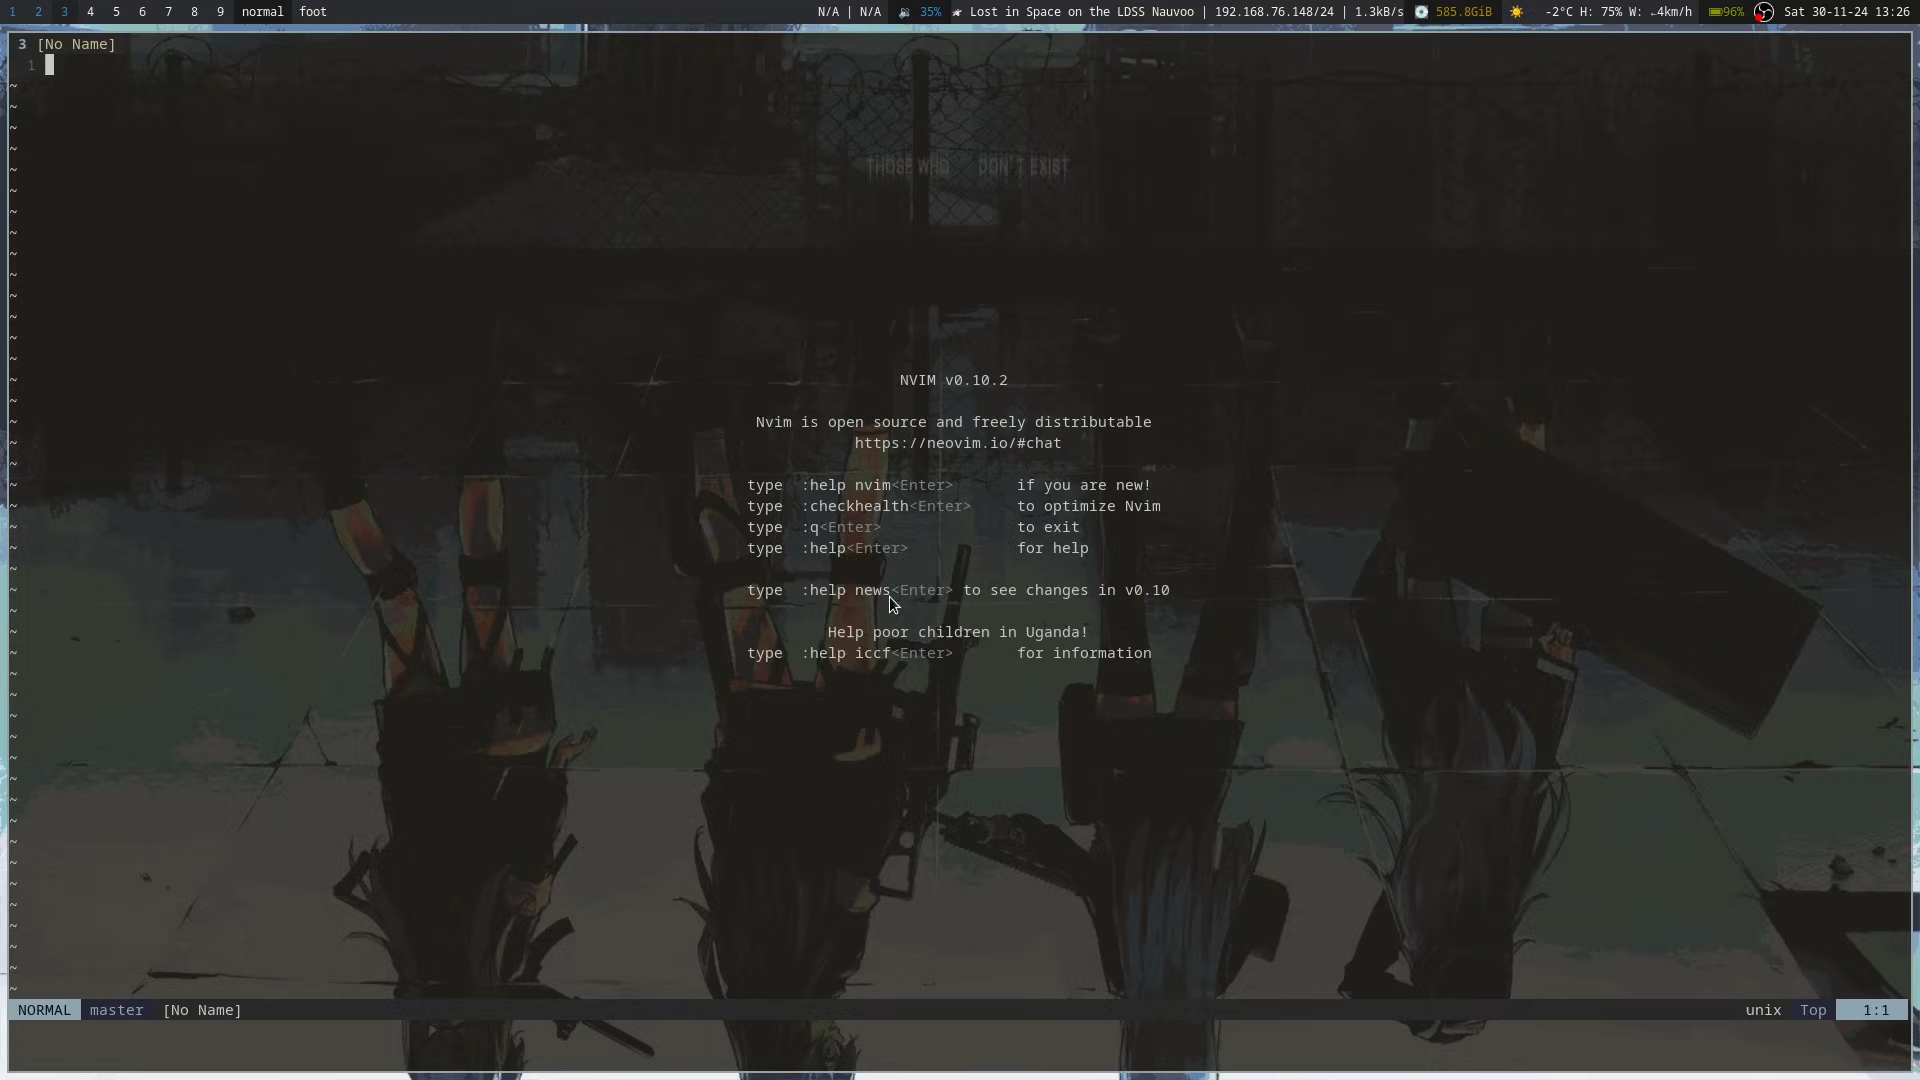 1 2 3 4 5 6 7 8 9 normal foot N/A | N/A 35% Lost in Space on the LDSS Nauvoo | 192.168.76.148/24 | 1.3kB/s 585.8GiB -2°C H: 75% W: ←4km/h 96% Sat 30-11-24 13:26
3 [No Name]
1
THOSE WHO DON'T EXIST
NVIM v0.10.2
Nvim is open source and freely distributable
https://neovim.io/#chat
type :help nvim<Enter> if you are new!
type :checkhealth<Enter> to optimize Nvim
type :q<Enter> to exit
type :help<Enter> for help
type :help news<Enter> to see changes in v0.10
Help poor children in Uganda!
type :help iccf<Enter> for information
NORMAL master [No Name] unix Top 1:1